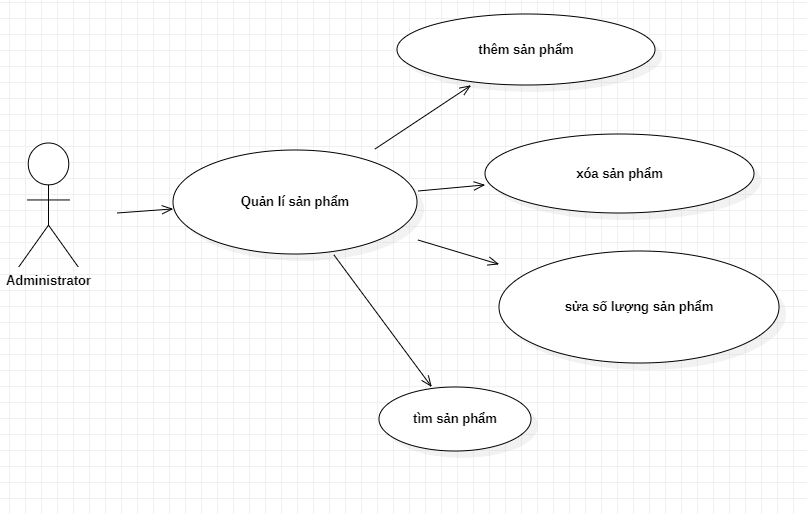 thêm sản phẩm
xóa sản phẩm
Quản lí sản phẩm
Administrator
sửa số lượng sản phẩm
tìm sản phẩm